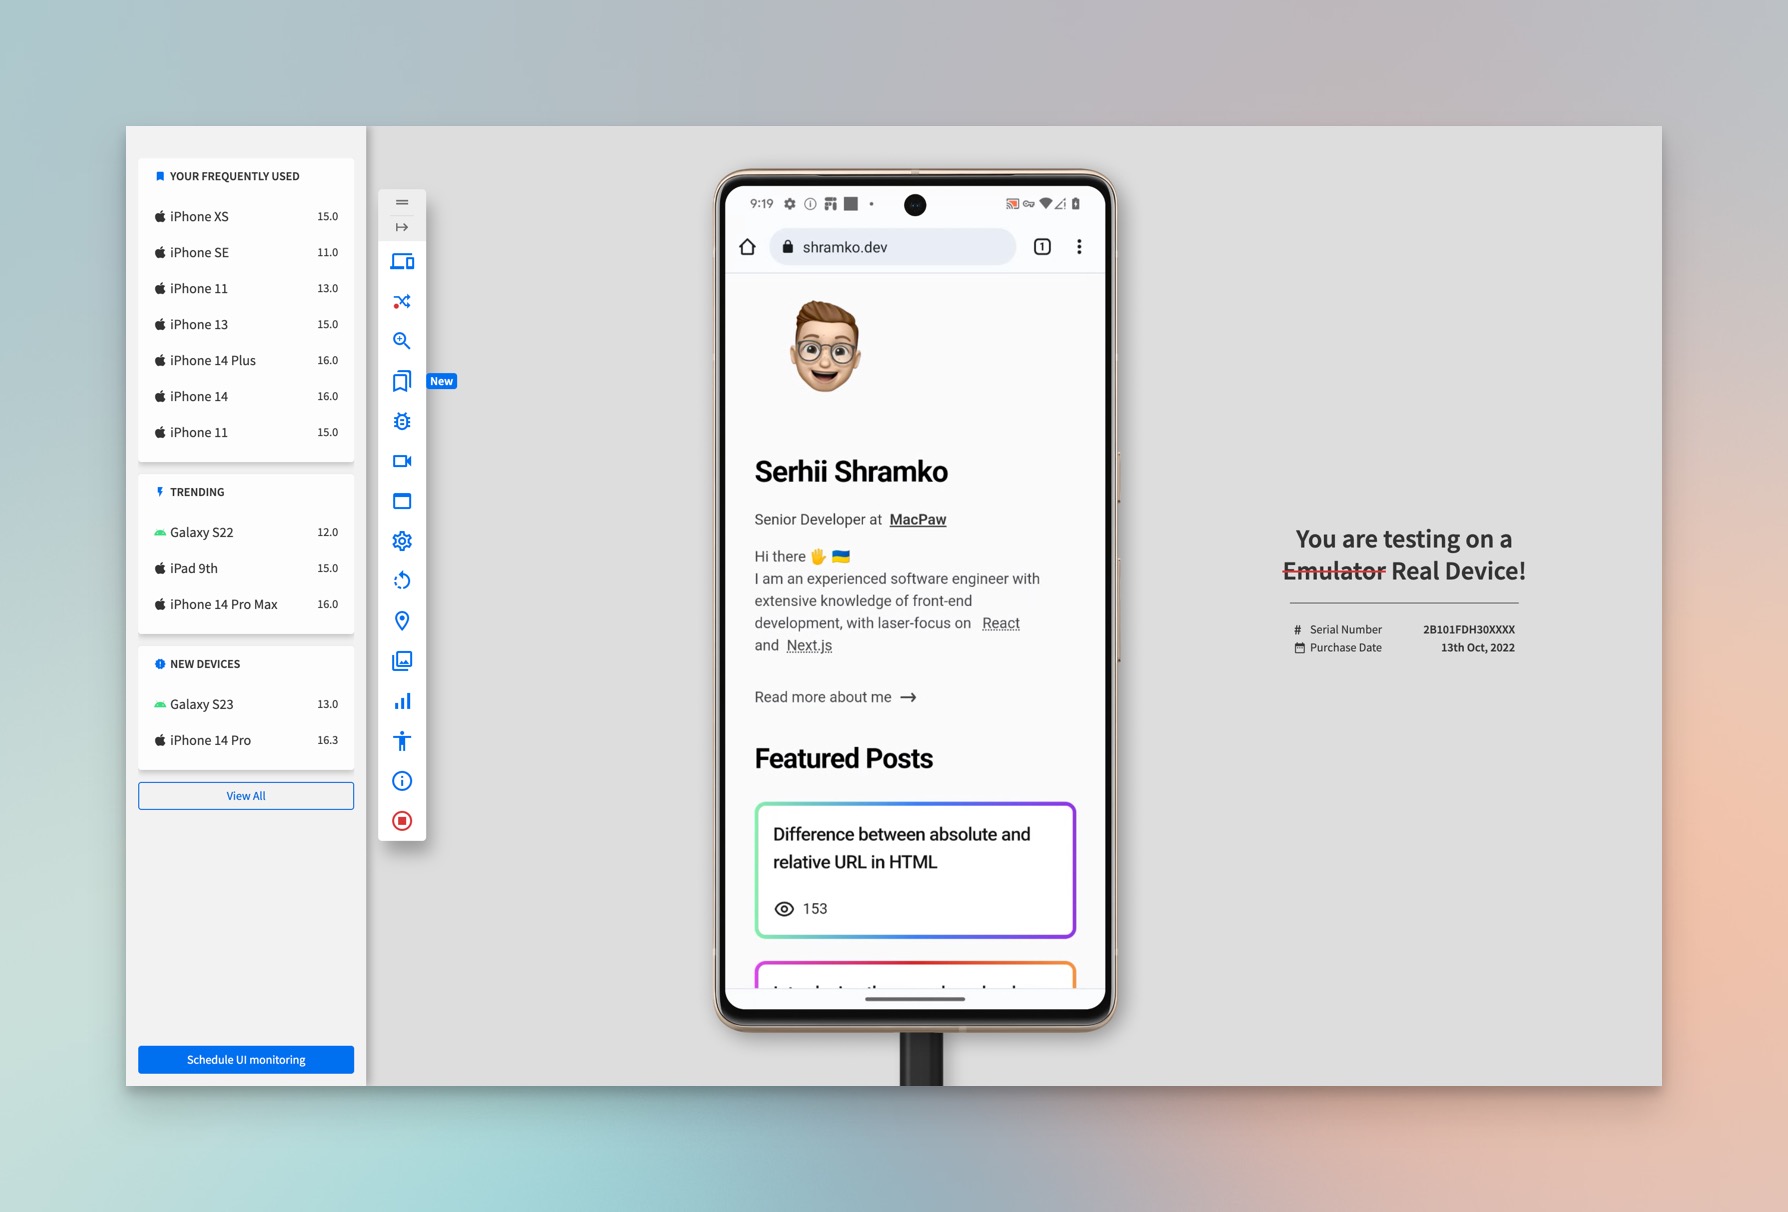 YOUR FREQUENTLY USED
iPhone XS 15.0
iPhone SE 11.0
iPhone 11 13.0
iPhone 13 15.0
iPhone 14 Plus 16.0
iPhone 14 16.0
iPhone 11 15.0
TRENDING
Galaxy S22 12.0
iPad 9th 15.0
iPhone 14 Pro Max 16.0
NEW DEVICES
Galaxy S23 13.0
iPhone 14 Pro 16.3
View All
Schedule UI monitoring
New
9:19
shramko.dev
1
Serhii Shramko
Senior Developer at MacPaw
Hi there 🖐 🇺🇦
I am an experienced software engineer with
extensive knowledge of front-end
development, with laser-focus on React
and Next.js
Read more about me →
Featured Posts
Difference between absolute and
relative URL in HTML
153
You are testing on a
Emulator Real Device!
# Serial Number 2B101FDH30XXXX
Purchase Date 13th Oct, 2022